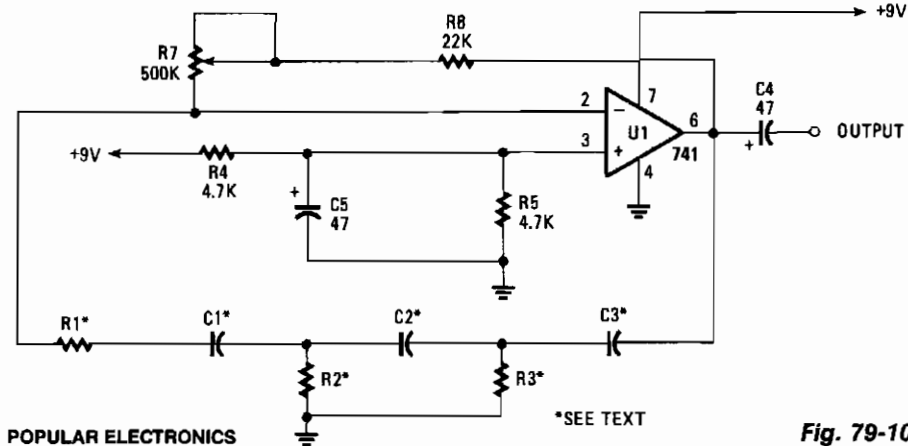 +9V
R6
22K
R7
500K
7
C4
47
2
−
6
OUTPUT
U1
+
3
+
741
+9V
R4
4.7K
4
+
C5
47
R5
4.7K
R1*
C1*
C2*
C3*
R2*
R3*
*SEE TEXT
POPULAR ELECTRONICS
Fig. 79-10